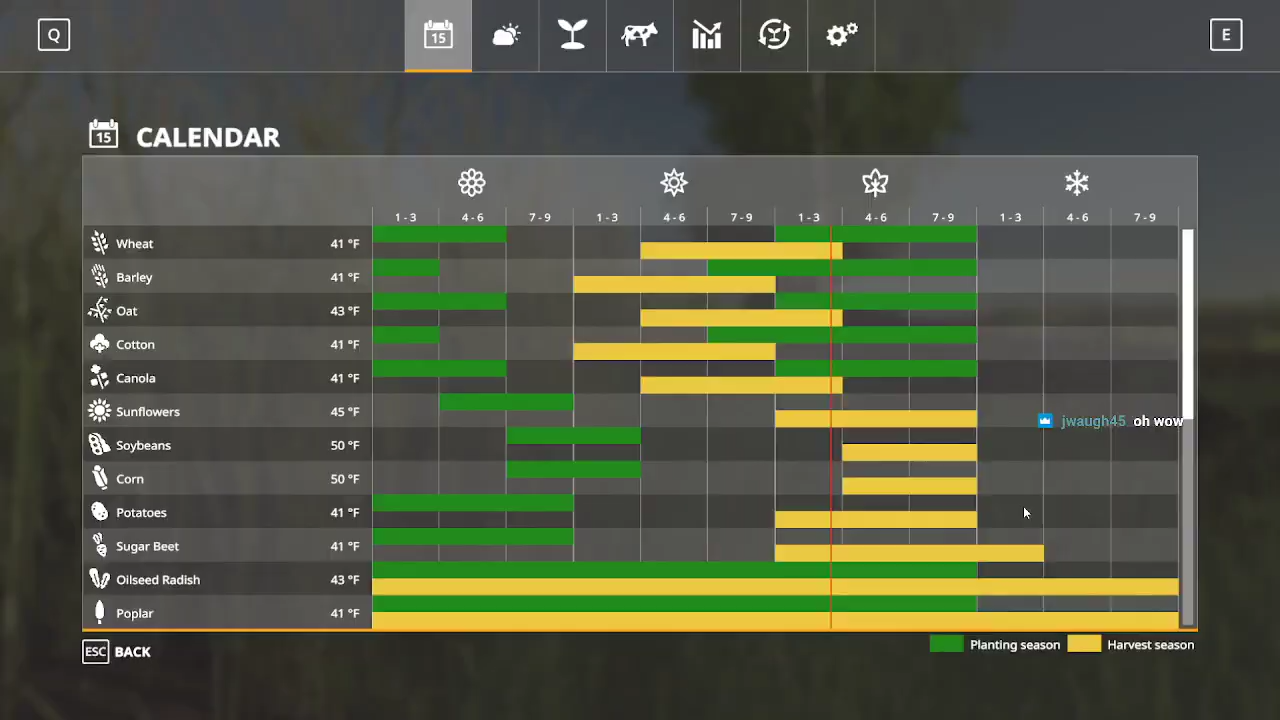 Q
15
E
15 CALENDAR
1 - 3 4 - 6 7 - 9 1 - 3 4 - 6 7 - 9 1 - 3 4 - 6 7 - 9 1 - 3 4 - 6 7 - 9
Wheat 41 °F
Barley 41 °F
Oat 43 °F
Cotton 41 °F
Canola 41 °F
Sunflowers 45 °F
jwaugh45 oh wow
Soybeans 50 °F
Corn 50 °F
Potatoes 41 °F
Sugar Beet 41 °F
Oilseed Radish 43 °F
Poplar 41 °F
Planting season Harvest season
ESC BACK